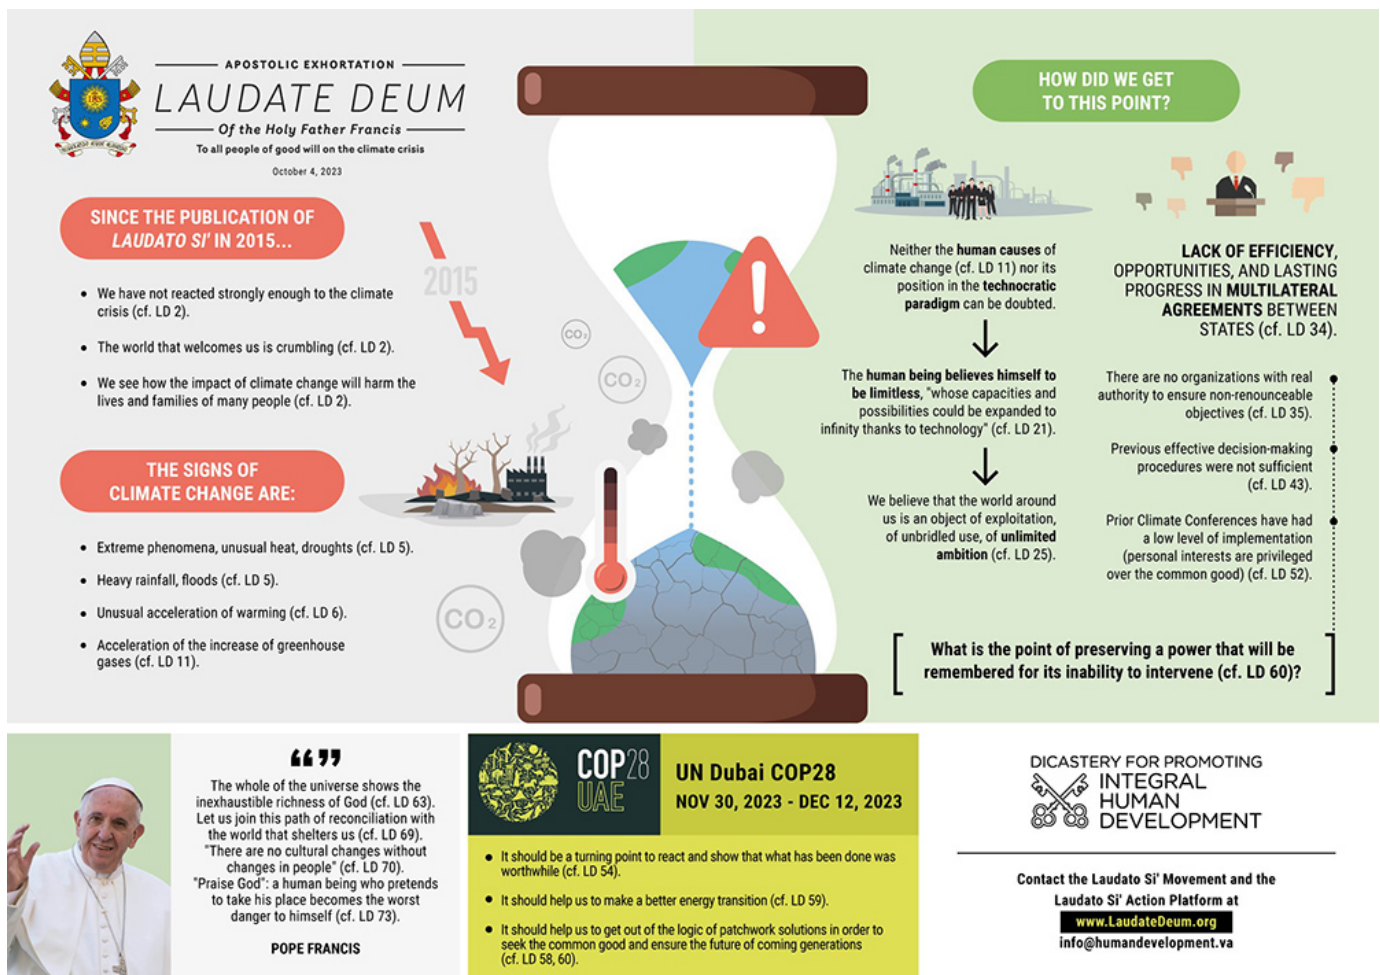 APOSTOLIC EXHORTATION
LAUDATE DEUM
Of the Holy Father Francis
To all people of good will on the climate crisis
October 4, 2023
SINCE THE PUBLICATION OF
LAUDATO SI' IN 2015...
• We have not reacted strongly enough to the climate
crisis (cf. LD 2).
• The world that welcomes us is crumbling (cf. LD 2).
• We see how the impact of climate change will harm the
lives and families of many people (cf. LD 2).
2015
CO2
CO2
THE SIGNS OF
CLIMATE CHANGE ARE:
• Extreme phenomena, unusual heat, droughts (cf. LD 5).
• Heavy rainfall, floods (cf. LD 5).
• Unusual acceleration of warming (cf. LD 6).
• Acceleration of the increase of greenhouse
gases (cf. LD 11).
CO2
HOW DID WE GET
TO THIS POINT?
Neither the human causes of
climate change (cf. LD 11) nor its
position in the technocratic
paradigm can be doubted.
The human being believes himself to
be limitless, "whose capacities and
possibilities could be expanded to
infinity thanks to technology" (cf. LD 21).
We believe that the world around
us is an object of exploitation,
of unbridled use, of unlimited
ambition (cf. LD 25).
LACK OF EFFICIENCY,
OPPORTUNITIES, AND LASTING
PROGRESS IN MULTILATERAL
AGREEMENTS BETWEEN
STATES (cf. LD 34).
There are no organizations with real
authority to ensure non-renounceable
objectives (cf. LD 35).
Previous effective decision-making
procedures were not sufficient
(cf. LD 43).
Prior Climate Conferences have had
a low level of implementation
(personal interests are privileged
over the common good) (cf. LD 52).
What is the point of preserving a power that will be
remembered for its inability to intervene (cf. LD 60)?
The whole of the universe shows the
inexhaustible richness of God (cf. LD 63).
Let us join this path of reconciliation with
the world that shelters us (cf. LD 69).
"There are no cultural changes without
changes in people" (cf. LD 70).
"Praise God": a human being who pretends
to take his place becomes the worst
danger to himself (cf. LD 73).
POPE FRANCIS
COP28
UAE
UN Dubai COP28
NOV 30, 2023 - DEC 12, 2023
• It should be a turning point to react and show that what has been done was
worthwhile (cf. LD 54).
• It should help us to make a better energy transition (cf. LD 59).
• It should help us to get out of the logic of patchwork solutions in order to
seek the common good and ensure the future of coming generations
(cf. LD 58, 60).
DICASTERY FOR PROMOTING
INTEGRAL
HUMAN
DEVELOPMENT
Contact the Laudato Si' Movement and the
Laudato Si' Action Platform at
www.LaudateDeum.org
info@humandevelopment.va